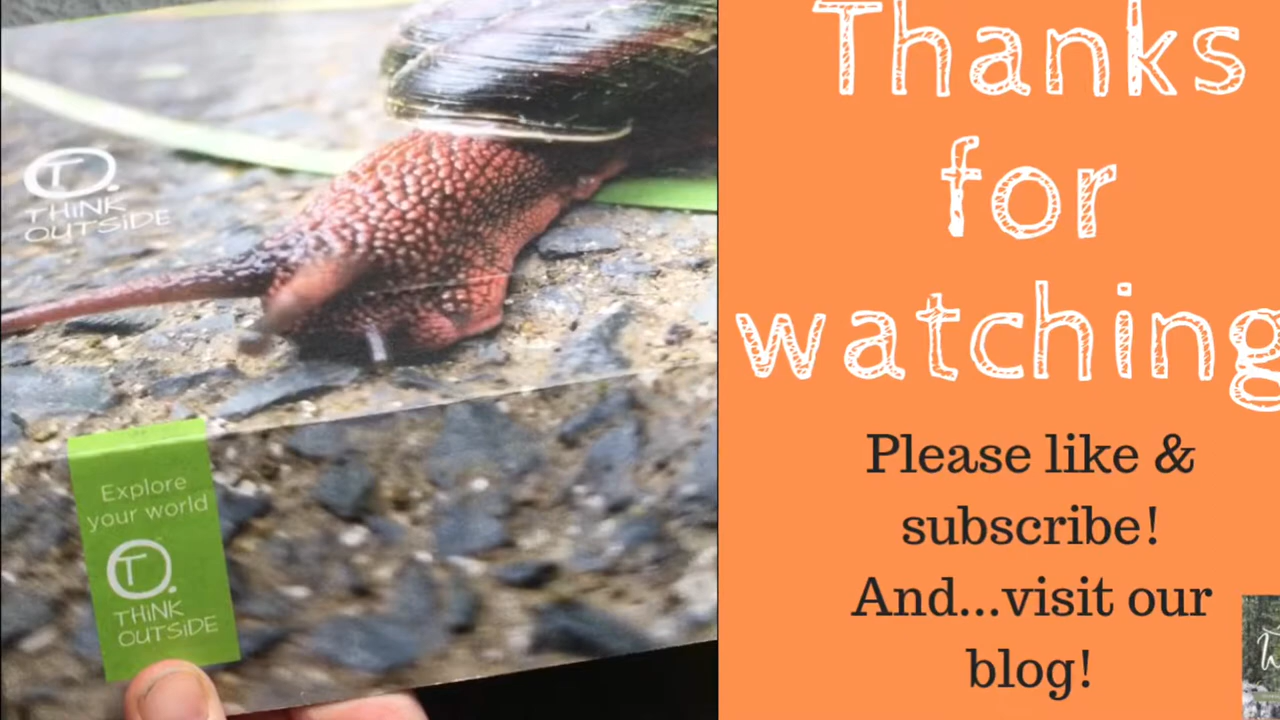 THiNK
OUTSiDE
Explore
your world
THiNK
OUTSiDE
Thanks
for
watching
Please like &
subscribe!
And...visit our
blog!